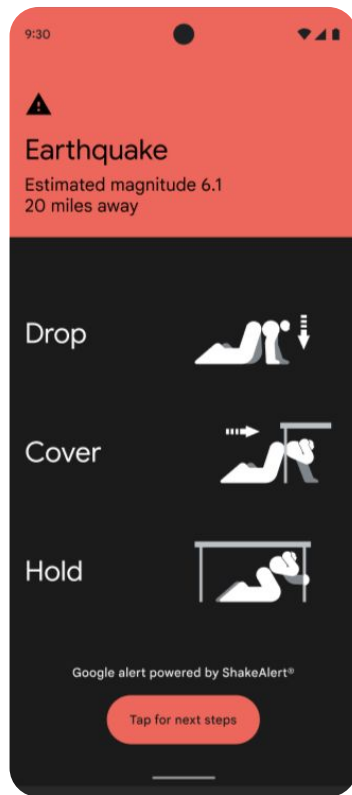 9:30
Earthquake
Estimated magnitude 6.1
20 miles away
Drop
Cover
Hold
Google alert powered by ShakeAlert®
Tap for next steps